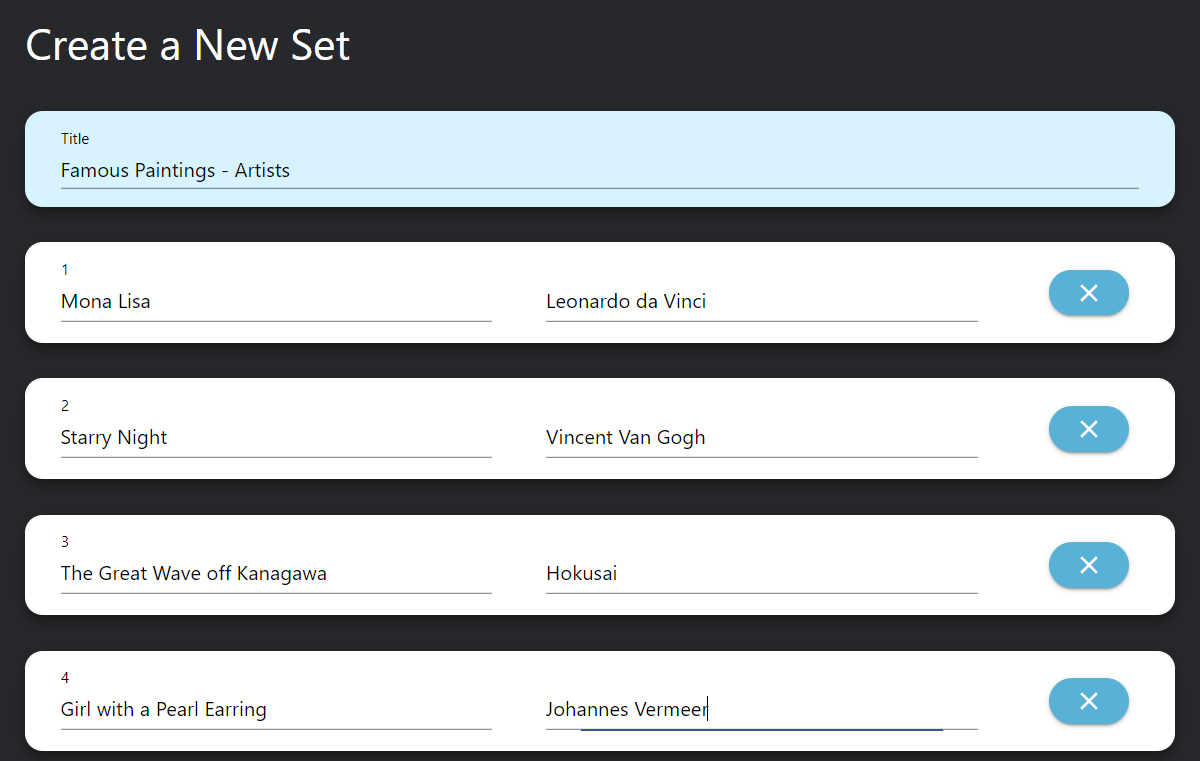 Create a New Set
Title
Famous Paintings - Artists
1
Mona Lisa
Leonardo da Vinci
2
Starry Night
Vincent Van Gogh
3
The Great Wave off Kanagawa
Hokusai
4
Girl with a Pearl Earring
Johannes Vermeer